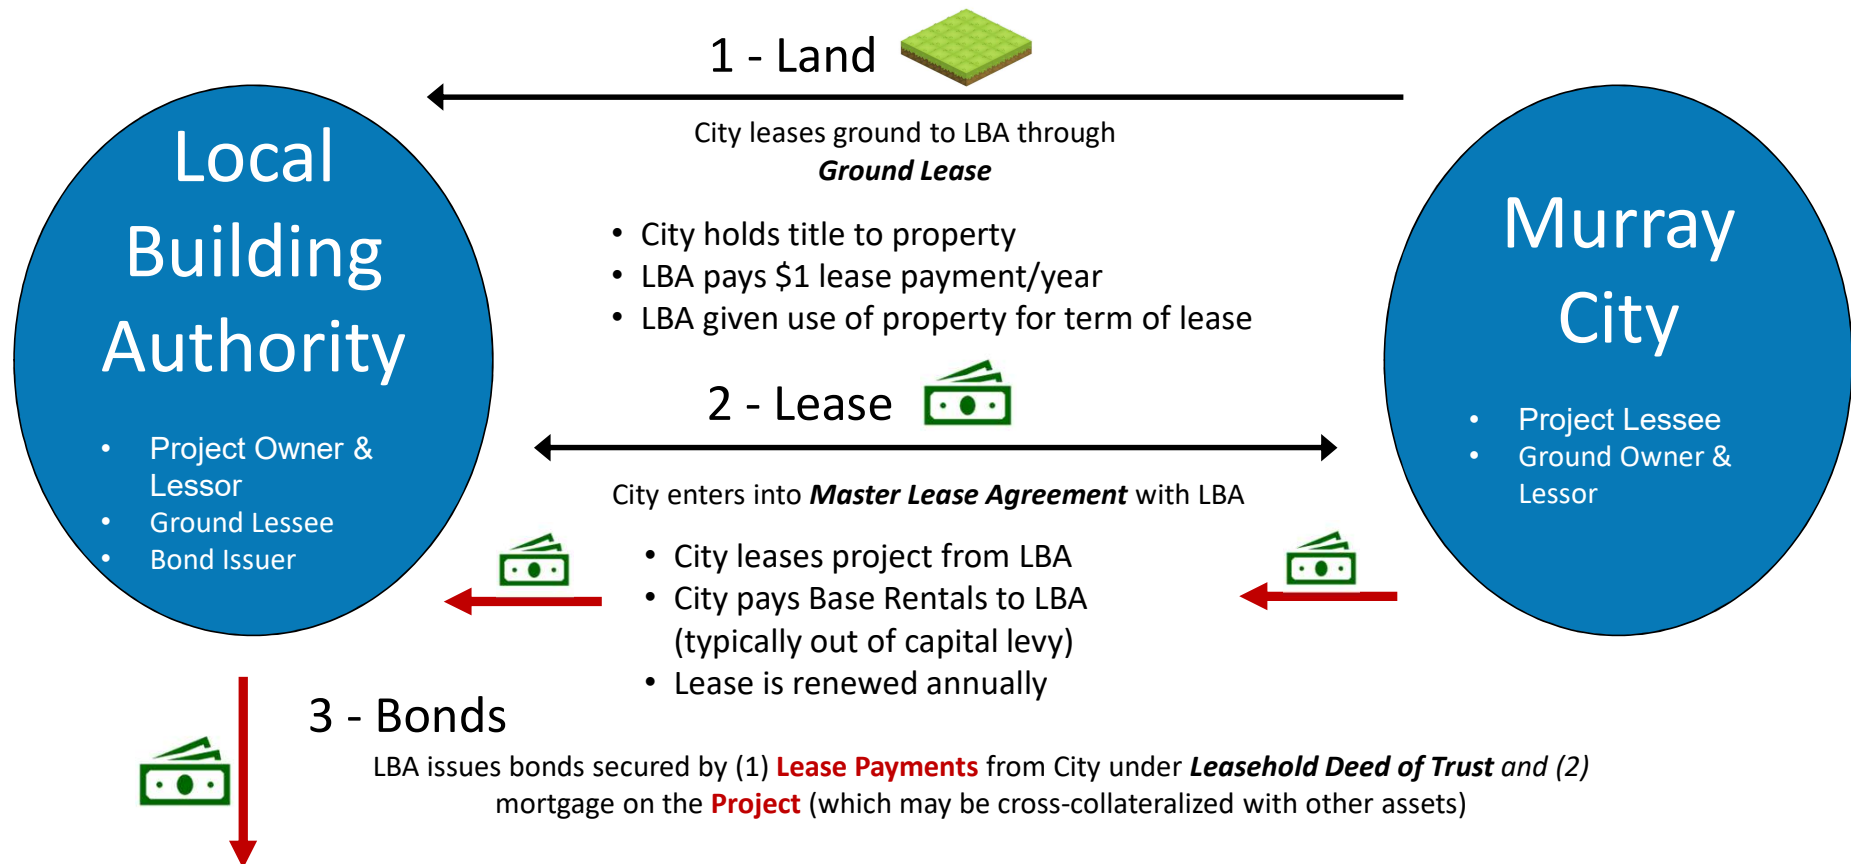 1 - Land
City leases ground to LBA through
Ground Lease
• City holds title to property
• LBA pays $1 lease payment/year
• LBA given use of property for term of lease
Local
Building
Authority
• Project Owner &
Lessor
• Ground Lessee
• Bond Issuer
Murray
City
• Project Lessee
• Ground Owner &
Lessor
2 - Lease
City enters into Master Lease Agreement with LBA
• City leases project from LBA
• City pays Base Rentals to LBA
(typically out of capital levy)
• Lease is renewed annually
3 - Bonds
LBA issues bonds secured by (1) Lease Payments from City under Leasehold Deed of Trust and (2)
mortgage on the Project (which may be cross-collateralized with other assets)